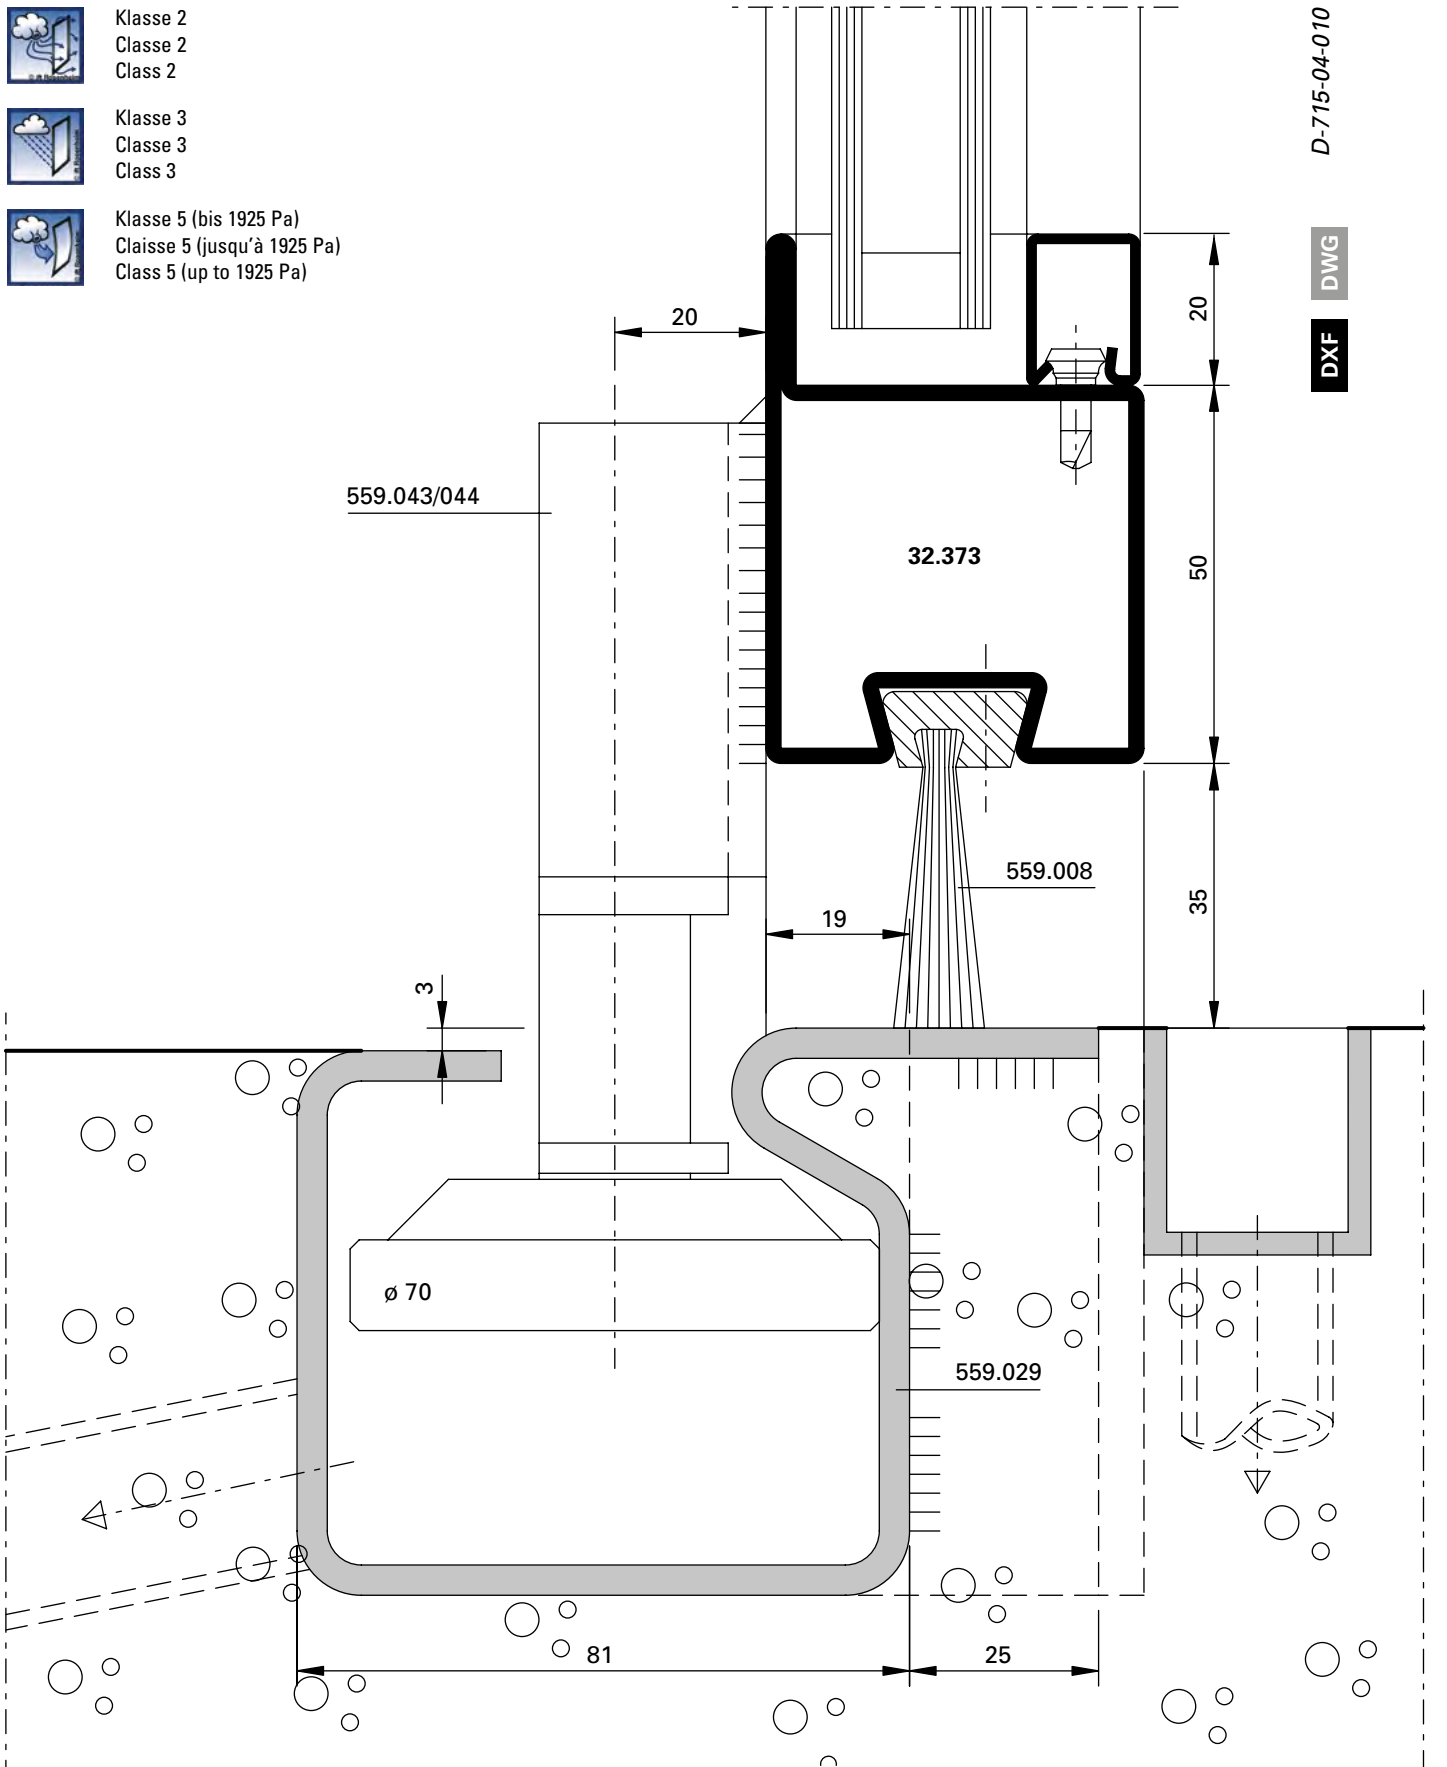 Klasse 2
Classe 2
Class 2
Klasse 3
Classe 3
Class 3
Klasse 5 (bis 1925 Pa)
Claisse 5 (jusqu'à 1925 Pa)
Class 5 (up to 1925 Pa)
D-715-04-010
DWG
DXF
20
20
559.043/044
32.373
50
559.008
35
19
3
ø 70
559.029
81
25